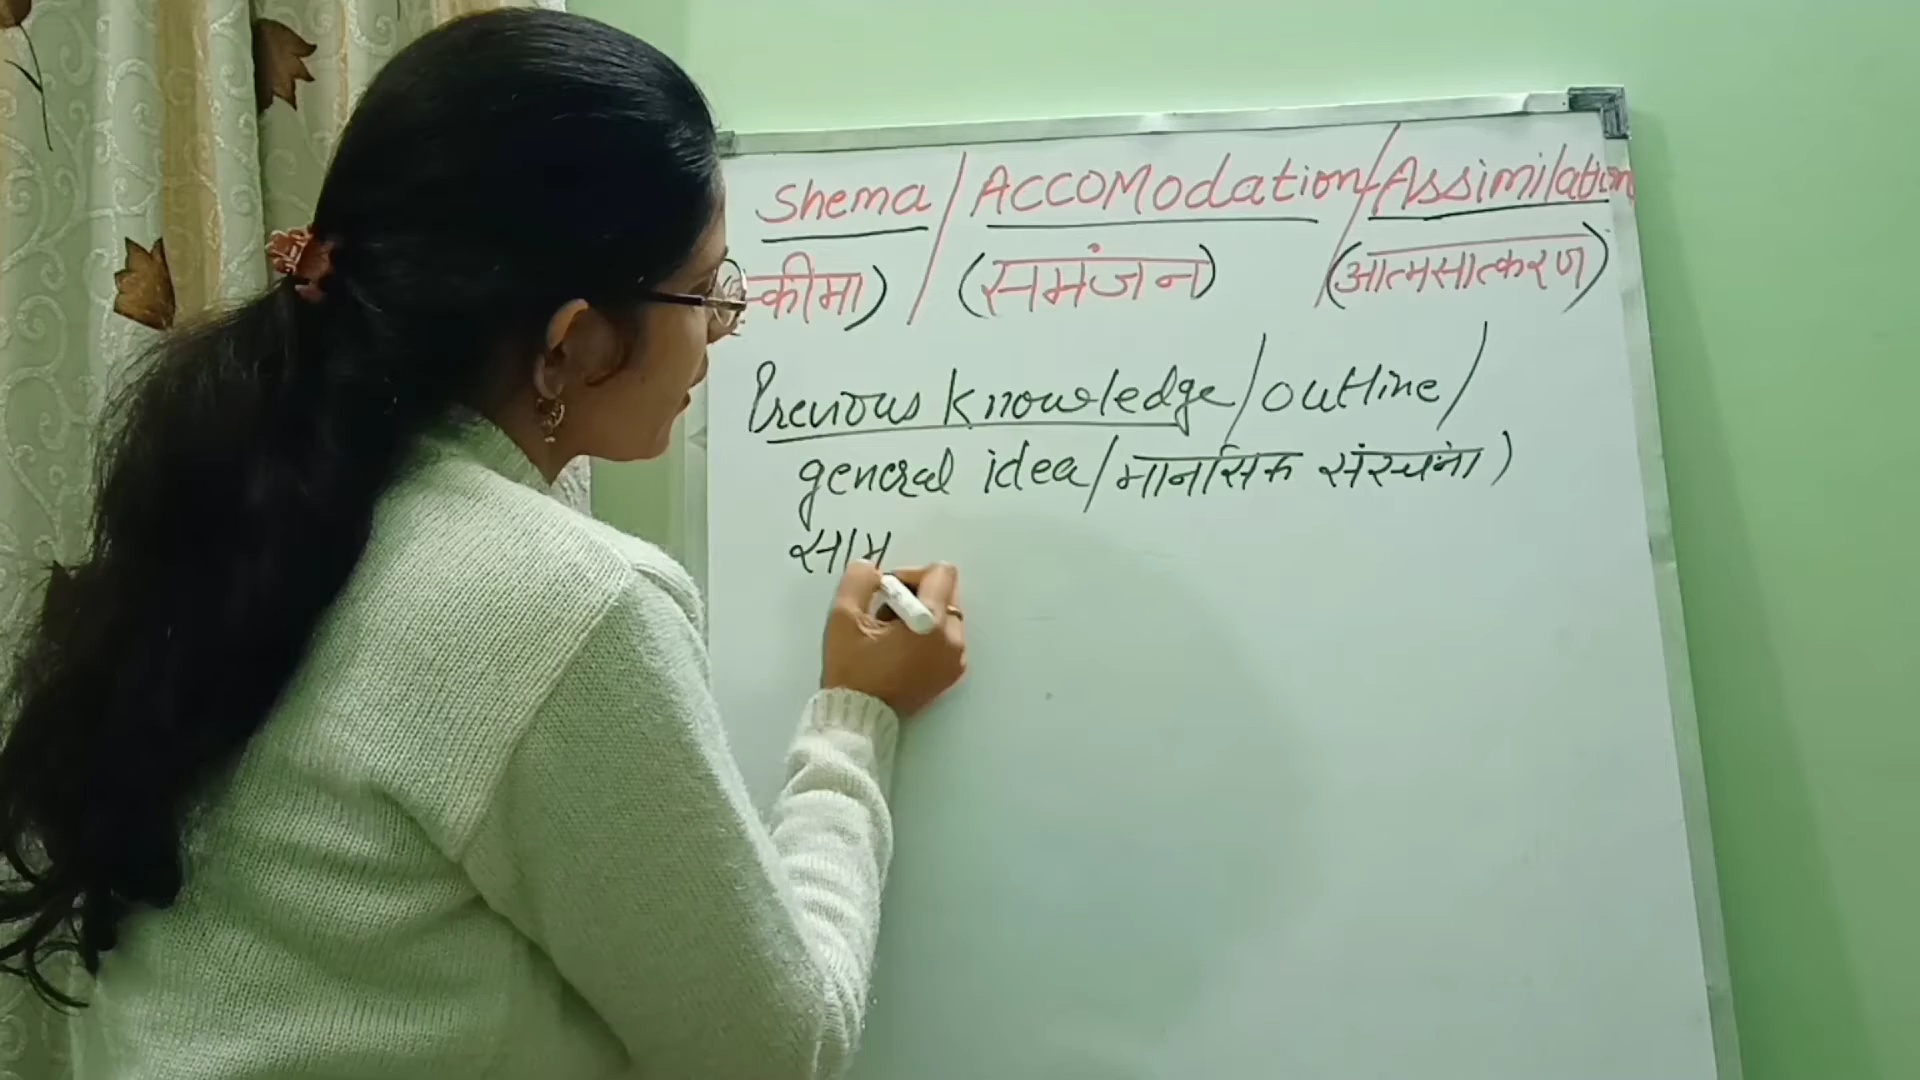 Shema / ACCOModation / Assimilation
कीमा) / (समंजन) / (आत्मसात्करण)
Previous knowledge / outline /
general idea / मानसिक संरचना)
साम